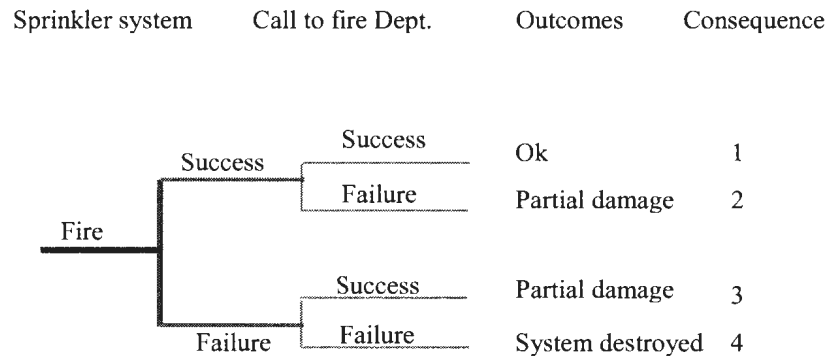 Sprinkler system Call to fire Dept. Outcomes Consequence
Success Ok 1
Success
Failure Partial damage 2
Fire
Success Partial damage 3
Failure Failure System destroyed 4